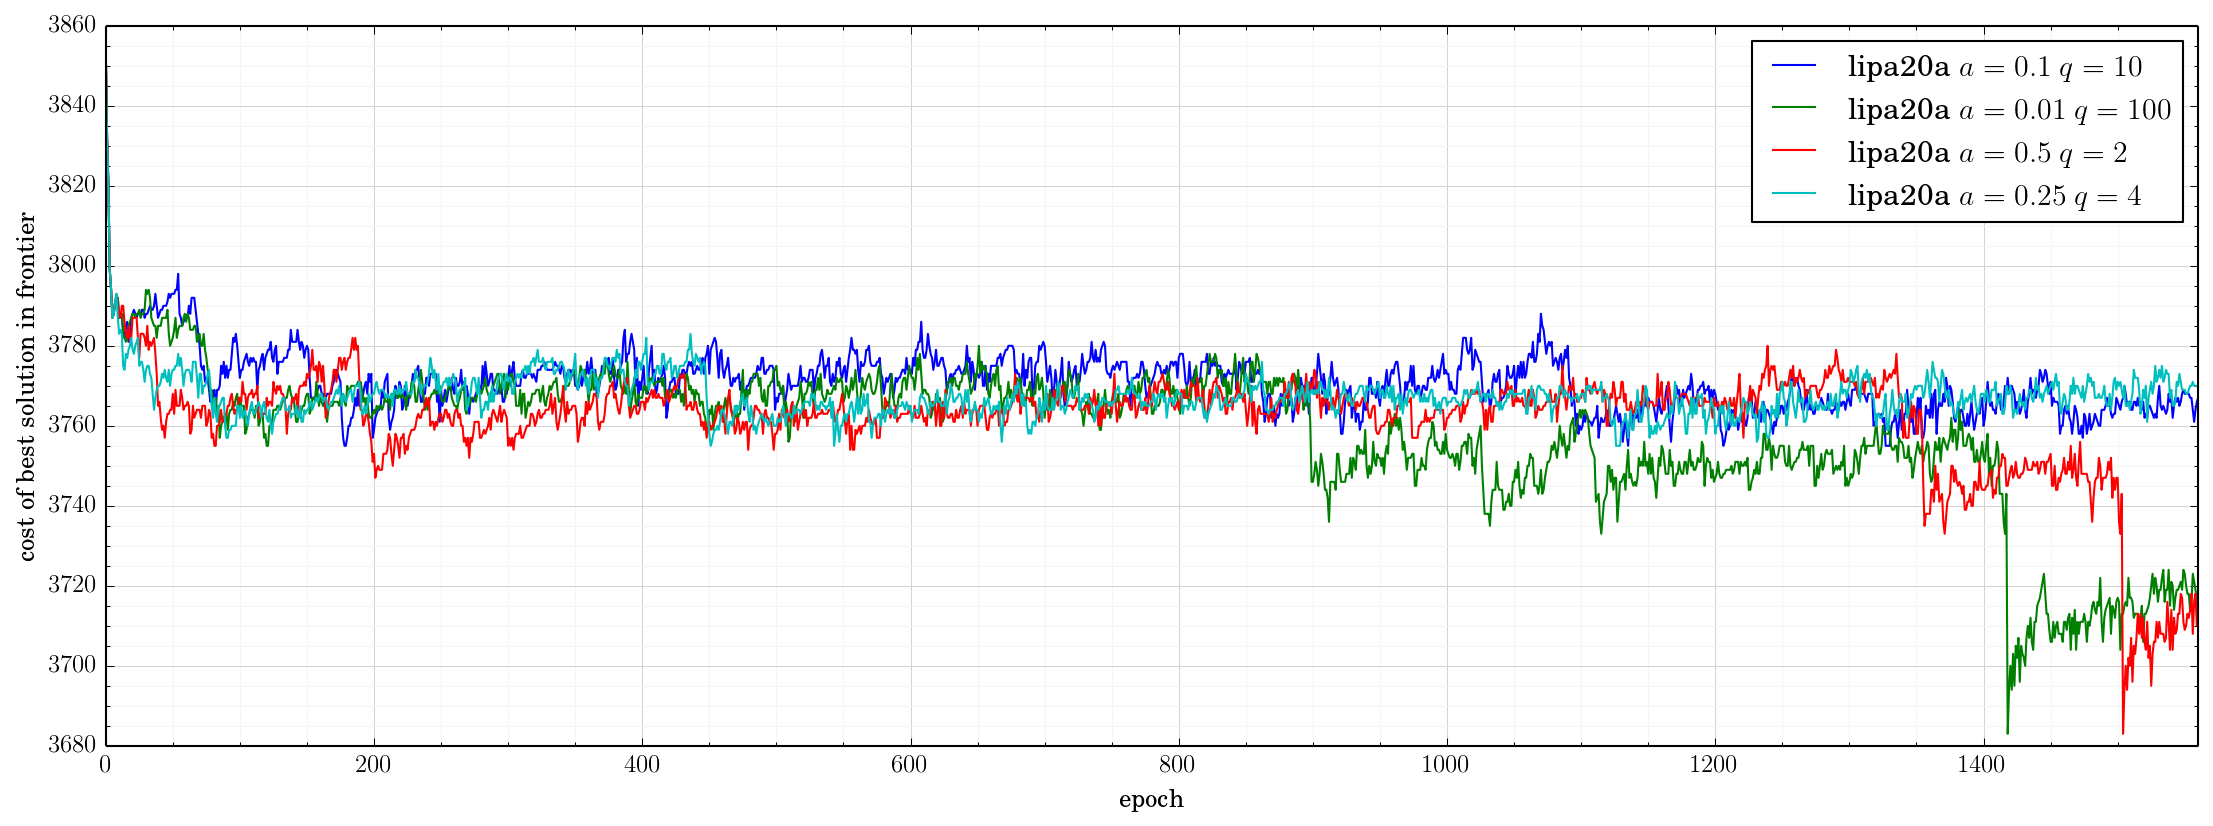 3860
3840
3820
3800
3780
3760
3740
3720
3700
3680
cost of best solution in frontier
0 200 400 600 800 1000 1200 1400
epoch
lipa20a a = 0.1 q = 10
lipa20a a = 0.01 q = 100
lipa20a a = 0.5 q = 2
lipa20a a = 0.25 q = 4